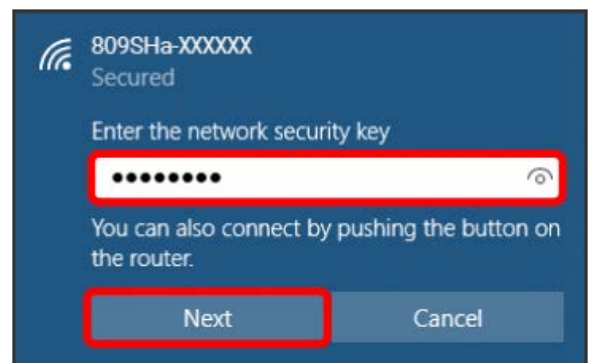 809SHa-XXXXXX
Secured
Enter the network security key
••••••••
You can also connect by pushing the button on
the router.
Next
Cancel